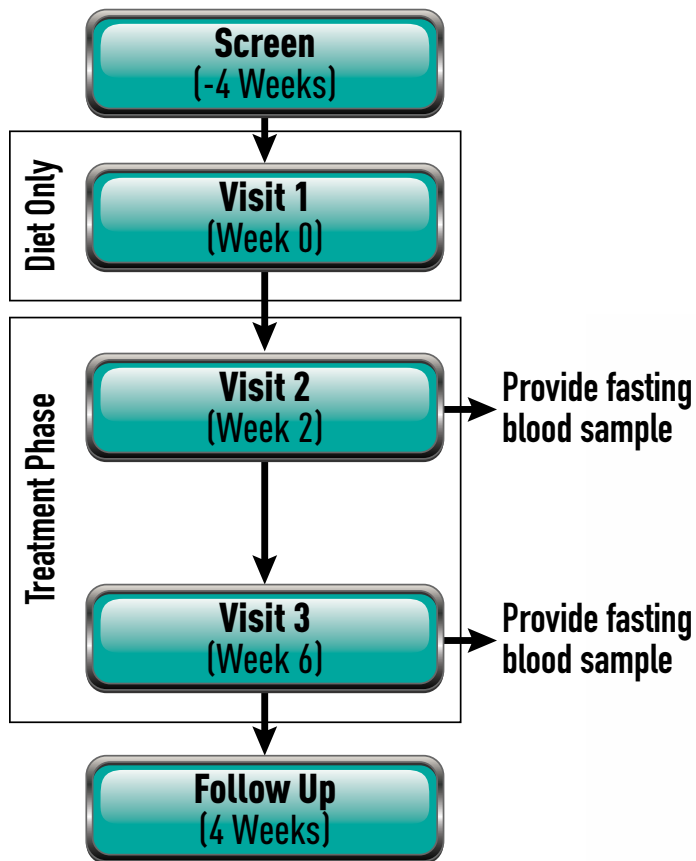 Screen
(-4 Weeks)
Diet Only
Visit 1
(Week 0)
Treatment Phase
Visit 2
(Week 2)
Provide fasting
blood sample
Visit 3
(Week 6)
Provide fasting
blood sample
Follow Up
(4 Weeks)